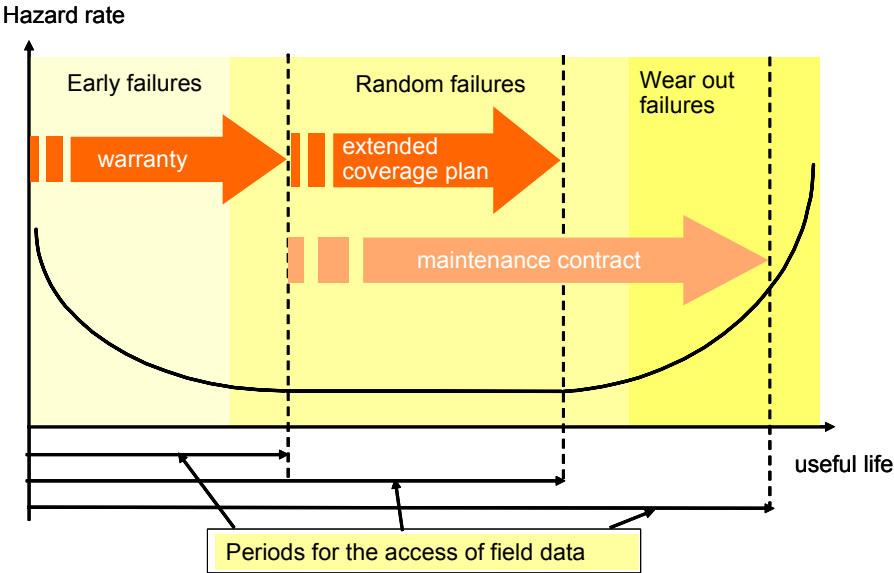 Hazard rate
Early failures
Random failures
Wear out
failures
warranty
extended
coverage plan
maintenance contract
useful life
Periods for the access of field data